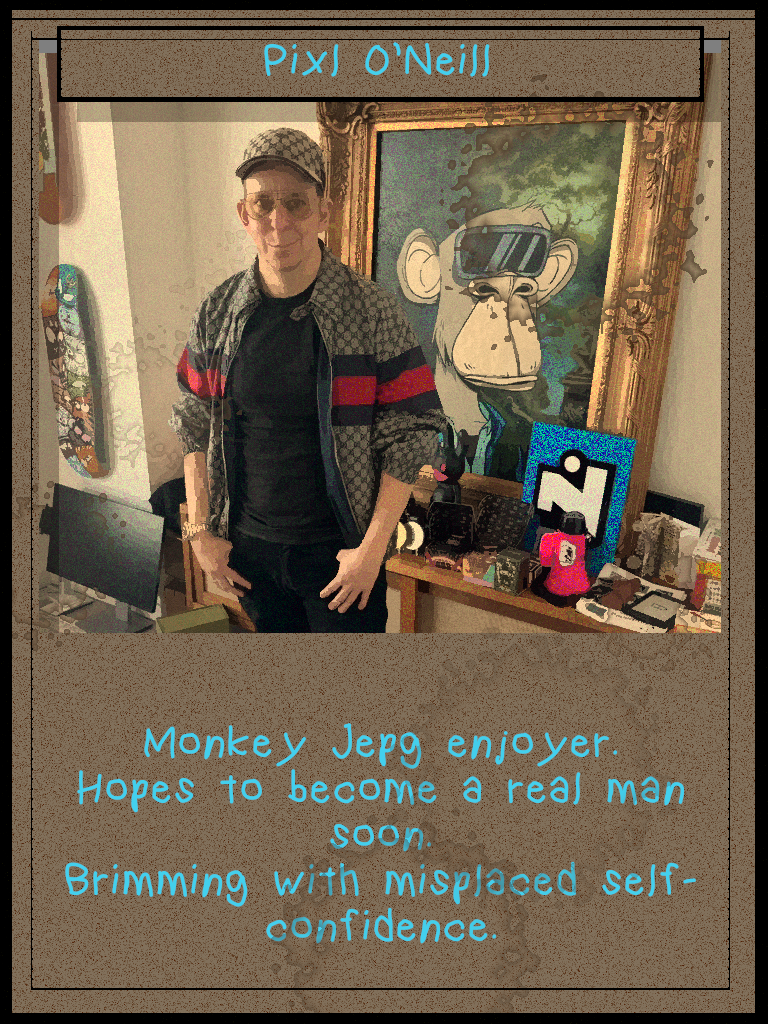 Pixl O'Neill
N
Monkey Jepg enjoyer.
Hopes to become a real man
soon.
Brimming with misplaced self-
confidence.